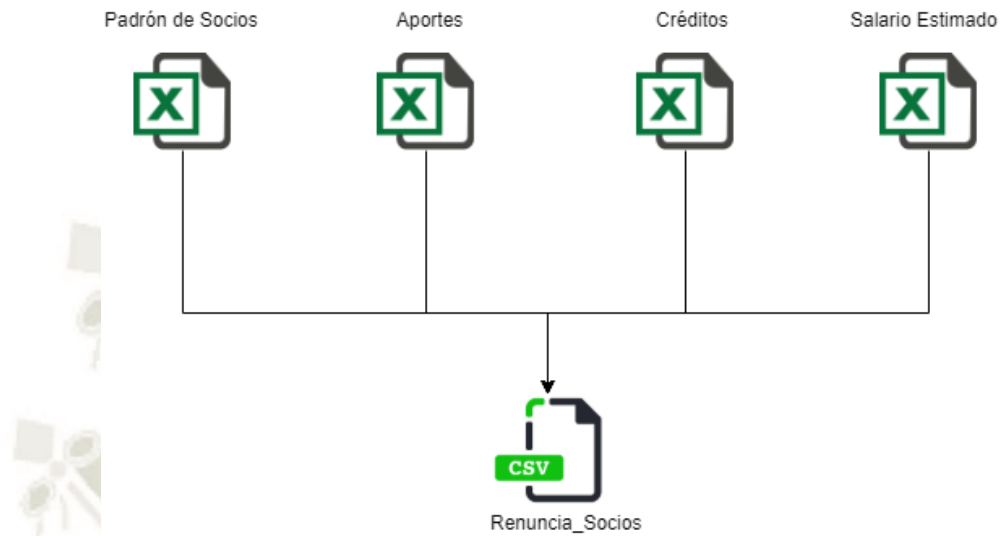 Padrón de Socios
Aportes
Créditos
Salario Estimado
X
X
X
X
CSV
Renuncia_Socios